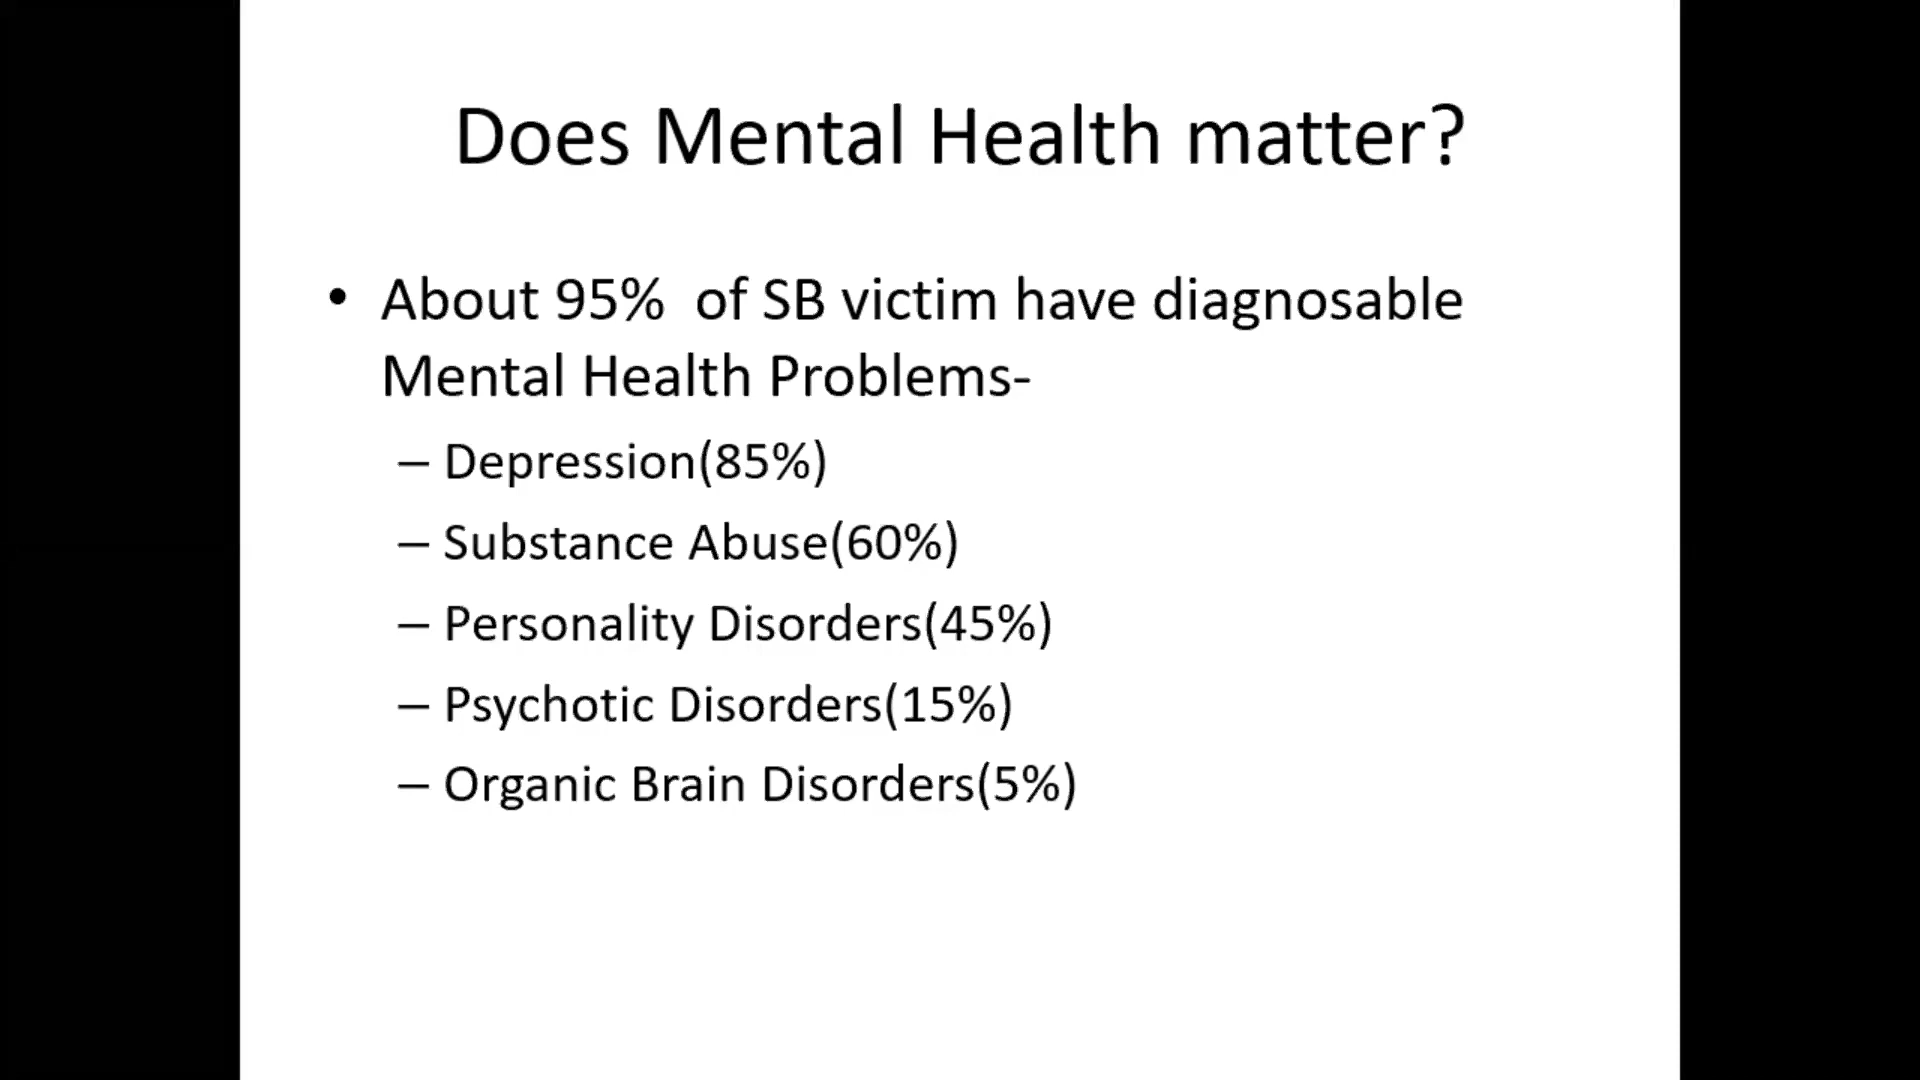 Does Mental Health matter?
• About 95%  of SB victim have diagnosable
Mental Health Problems-
– Depression(85%)
– Substance Abuse(60%)
– Personality Disorders(45%)
– Psychotic Disorders(15%)
– Organic Brain Disorders(5%)